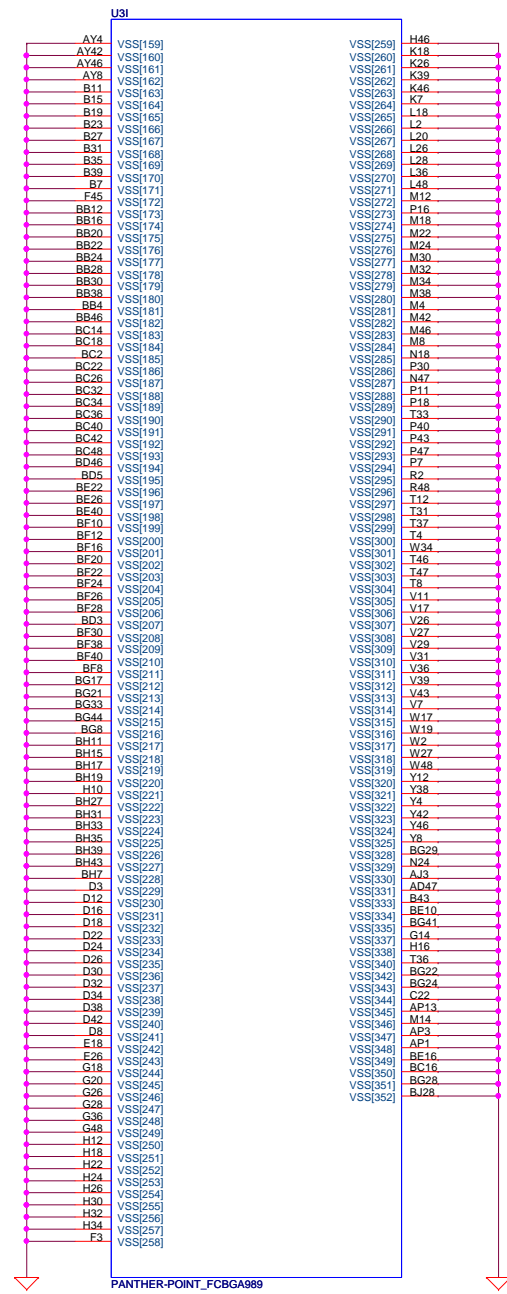 U3I
AY4 VSS[159] VSS[259] H46
AY42 VSS[160] VSS[260] K18
AY46 VSS[161] VSS[261] K26
AY8 VSS[162] VSS[262] K39
B11 VSS[163] VSS[263] K46
B15 VSS[164] VSS[264] K7
B19 VSS[165] VSS[265] L18
B23 VSS[166] VSS[266] L2
B27 VSS[167] VSS[267] L20
B31 VSS[168] VSS[268] L26
B35 VSS[169] VSS[269] L28
B39 VSS[170] VSS[270] L36
B7 VSS[171] VSS[271] L48
F45 VSS[172] VSS[272] M12
BB12 VSS[173] VSS[273] P16
BB16 VSS[174] VSS[274] M18
BB20 VSS[175] VSS[275] M22
BB22 VSS[176] VSS[276] M24
BB24 VSS[177] VSS[277] M30
BB28 VSS[178] VSS[278] M32
BB30 VSS[179] VSS[279] M34
BB38 VSS[180] VSS[280] M38
BB4 VSS[181] VSS[281] M4
BB46 VSS[182] VSS[282] M42
BC14 VSS[183] VSS[283] M46
BC18 VSS[184] VSS[284] M8
BC2 VSS[185] VSS[285] N18
BC22 VSS[186] VSS[286] P30
BC26 VSS[187] VSS[287] N47
BC32 VSS[188] VSS[288] P11
BC34 VSS[189] VSS[289] P18
BC36 VSS[190] VSS[290] T33
BC40 VSS[191] VSS[291] P40
BC42 VSS[192] VSS[292] P43
BC48 VSS[193] VSS[293] P47
BD46 VSS[194] VSS[294] P7
BD5 VSS[195] VSS[295] R2
BE22 VSS[196] VSS[296] R48
BE26 VSS[197] VSS[297] T12
BE40 VSS[198] VSS[298] T31
BF10 VSS[199] VSS[299] T37
BF12 VSS[200] VSS[300] T4
BF16 VSS[201] VSS[301] W34
BF20 VSS[202] VSS[302] T46
BF22 VSS[203] VSS[303] T47
BF24 VSS[204] VSS[304] T8
BF26 VSS[205] VSS[305] V11
BF28 VSS[206] VSS[306] V17
BD3 VSS[207] VSS[307] V26
BF30 VSS[208] VSS[308] V27
BF38 VSS[209] VSS[309] V29
BF40 VSS[210] VSS[310] V31
BF8 VSS[211] VSS[311] V36
BG17 VSS[212] VSS[312] V39
BG21 VSS[213] VSS[313] V43
BG33 VSS[214] VSS[314] V7
BG44 VSS[215] VSS[315] W17
BG8 VSS[216] VSS[316] W19
BH11 VSS[217] VSS[317] W2
BH15 VSS[218] VSS[318] W27
BH17 VSS[219] VSS[319] W48
BH19 VSS[220] VSS[320] Y12
H10 VSS[221] VSS[321] Y38
BH27 VSS[222] VSS[322] Y4
BH31 VSS[223] VSS[323] Y42
BH33 VSS[224] VSS[324] Y46
BH35 VSS[225] VSS[325] Y8
BH39 VSS[226] VSS[328] BG29
BH43 VSS[227] VSS[329] N24
BH7 VSS[228] VSS[330] AJ3
D3 VSS[229] VSS[331] AD47
D12 VSS[230] VSS[333] B43
D16 VSS[231] VSS[334] BE10
D18 VSS[232] VSS[335] BG41
D22 VSS[233] VSS[337] G14
D24 VSS[234] VSS[338] H16
D26 VSS[235] VSS[340] T36
D30 VSS[236] VSS[342] BG22
D32 VSS[237] VSS[343] BG24
D34 VSS[238] VSS[344] C22
D38 VSS[239] VSS[345] AP13
D42 VSS[240] VSS[346] M14
D8 VSS[241] VSS[347] AP3
E18 VSS[242] VSS[348] AP1
E26 VSS[243] VSS[349] BE16
G18 VSS[244] VSS[350] BC16
G20 VSS[245] VSS[351] BG28
G26 VSS[246] VSS[352] BJ28
G28 VSS[247]
G36 VSS[248]
G48 VSS[249]
H12 VSS[250]
H18 VSS[251]
H22 VSS[252]
H24 VSS[253]
H26 VSS[254]
H30 VSS[255]
H32 VSS[256]
H34 VSS[257]
F3 VSS[258]
PANTHER-POINT_FCBGA989